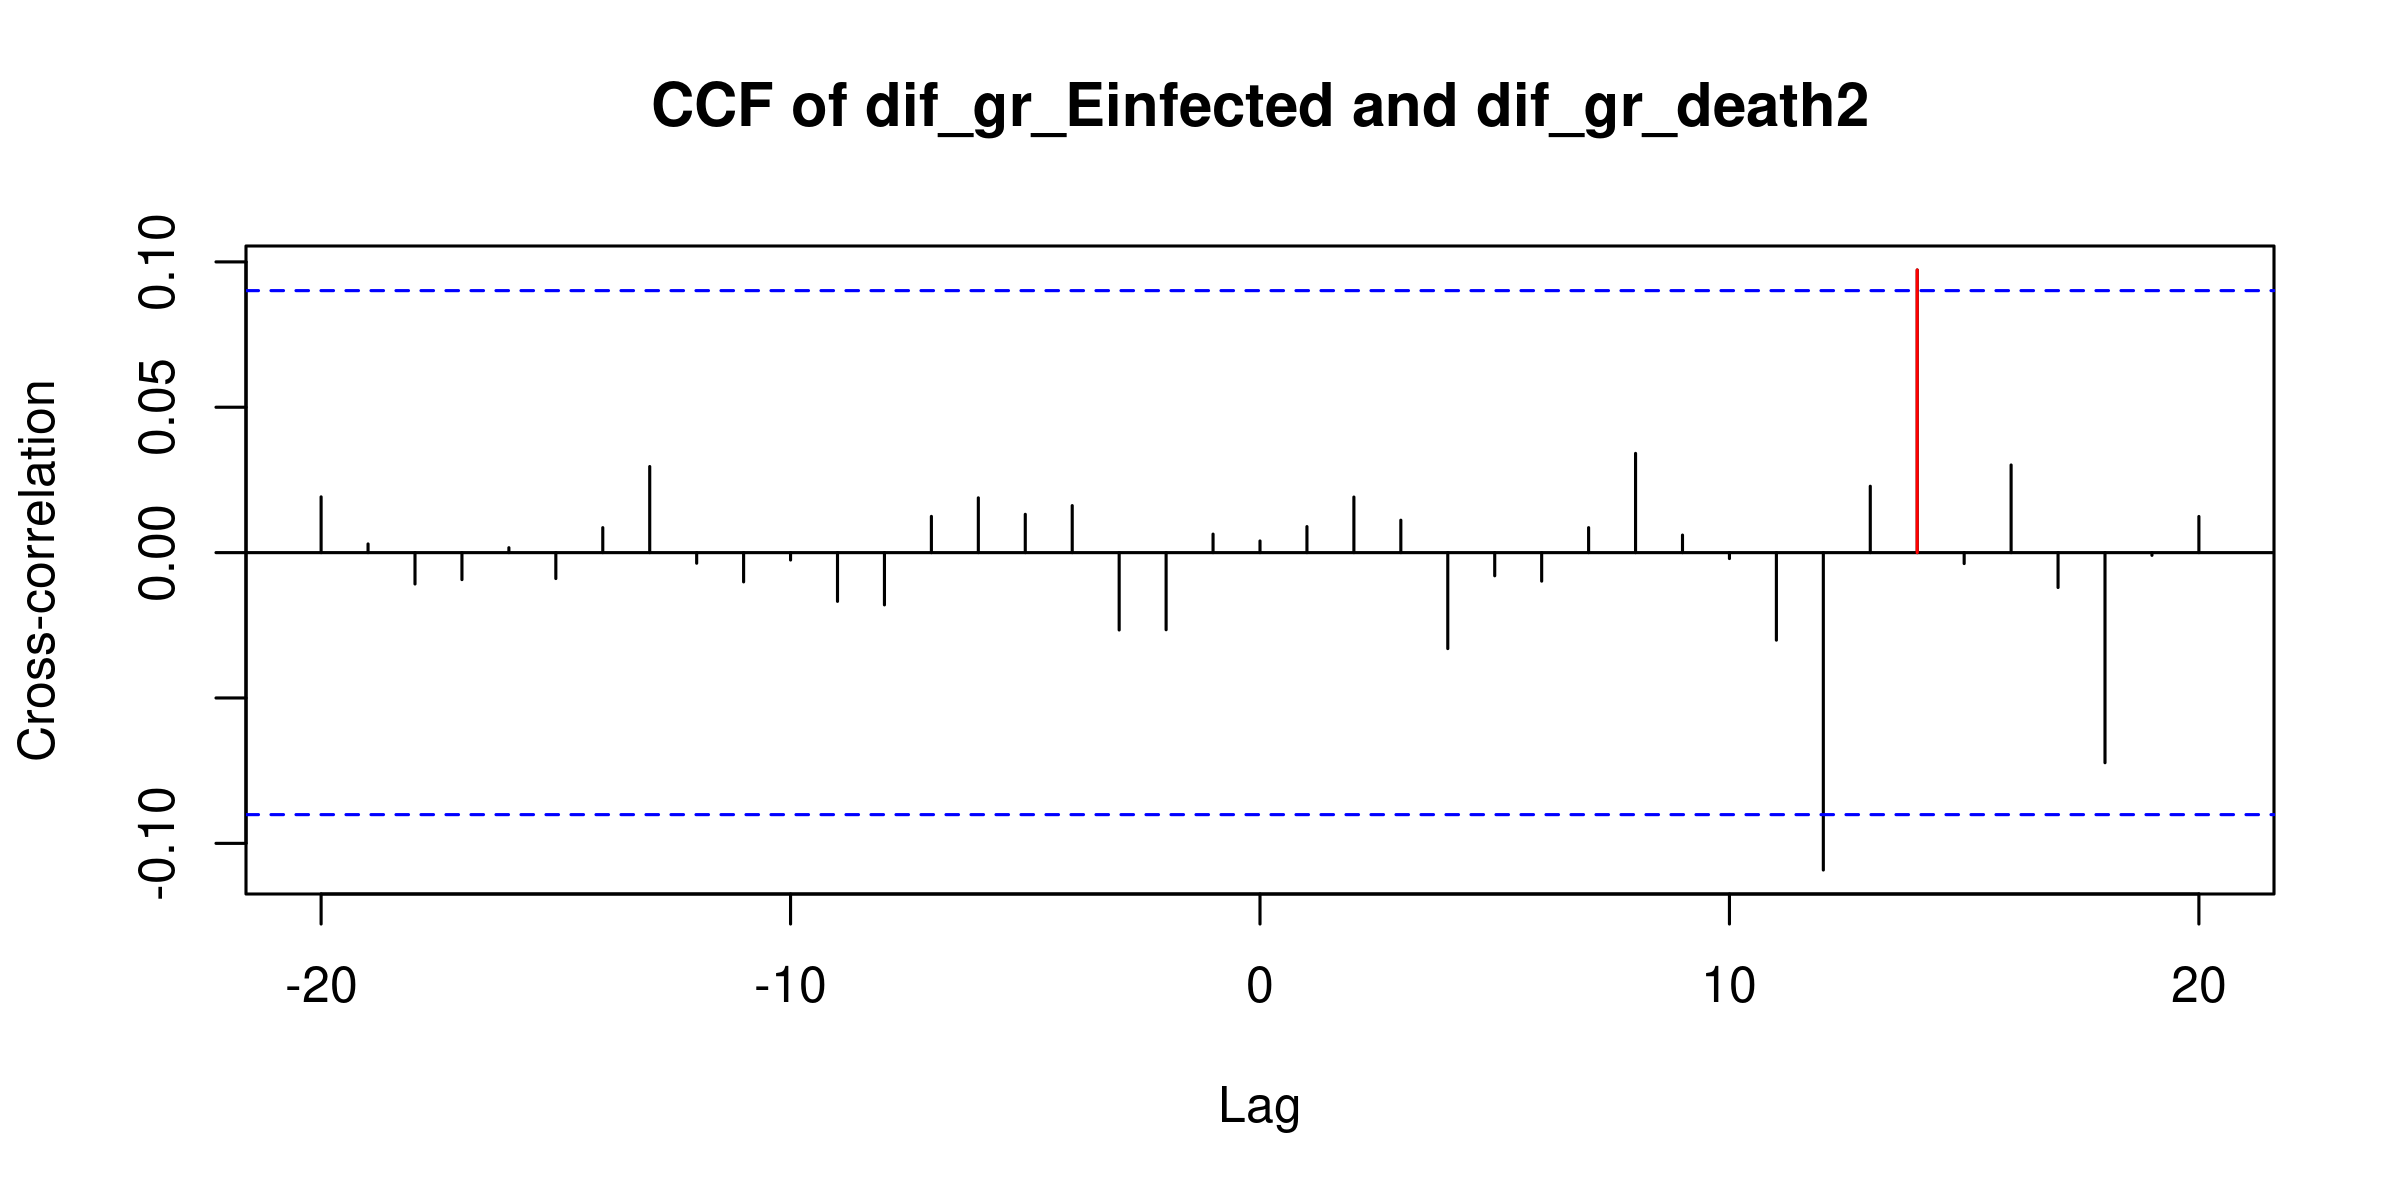 CCF of dif_gr_Einfected and dif_gr_death2
Cross-correlation
0.10
0.05
0.00
-0.10
-20 -10 0 10 20
Lag